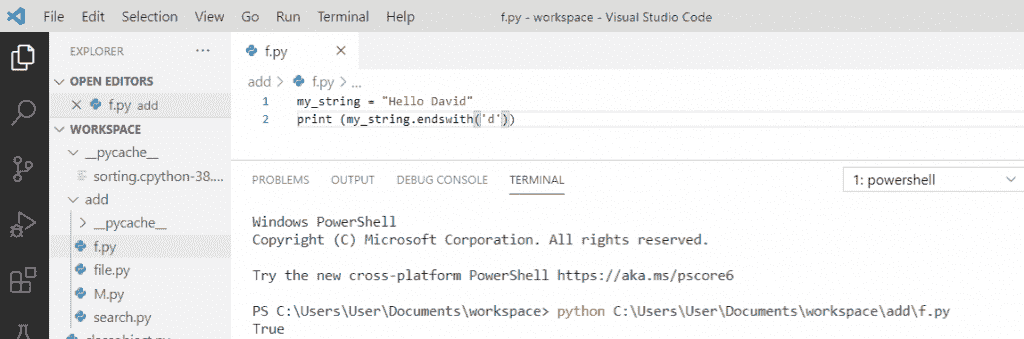 File Edit Selection View Go Run Terminal Help f.py - workspace - Visual Studio Code
EXPLORER ...
OPEN EDITORS
f.py add
WORKSPACE
__pycache__
sorting.cpython-38....
add
__pycache__
f.py
file.py
M.py
search.py
f.py
add > f.py > ...
1 my_string = "Hello David"
2 print (my_string.endswith('d'))
PROBLEMS OUTPUT DEBUG CONSOLE TERMINAL 1: powershell
Windows PowerShell
Copyright (C) Microsoft Corporation. All rights reserved.
Try the new cross-platform PowerShell https://aka.ms/pscore6
PS C:\Users\User\Documents\workspace> python C:\Users\User\Documents\workspace\add\f.py
True